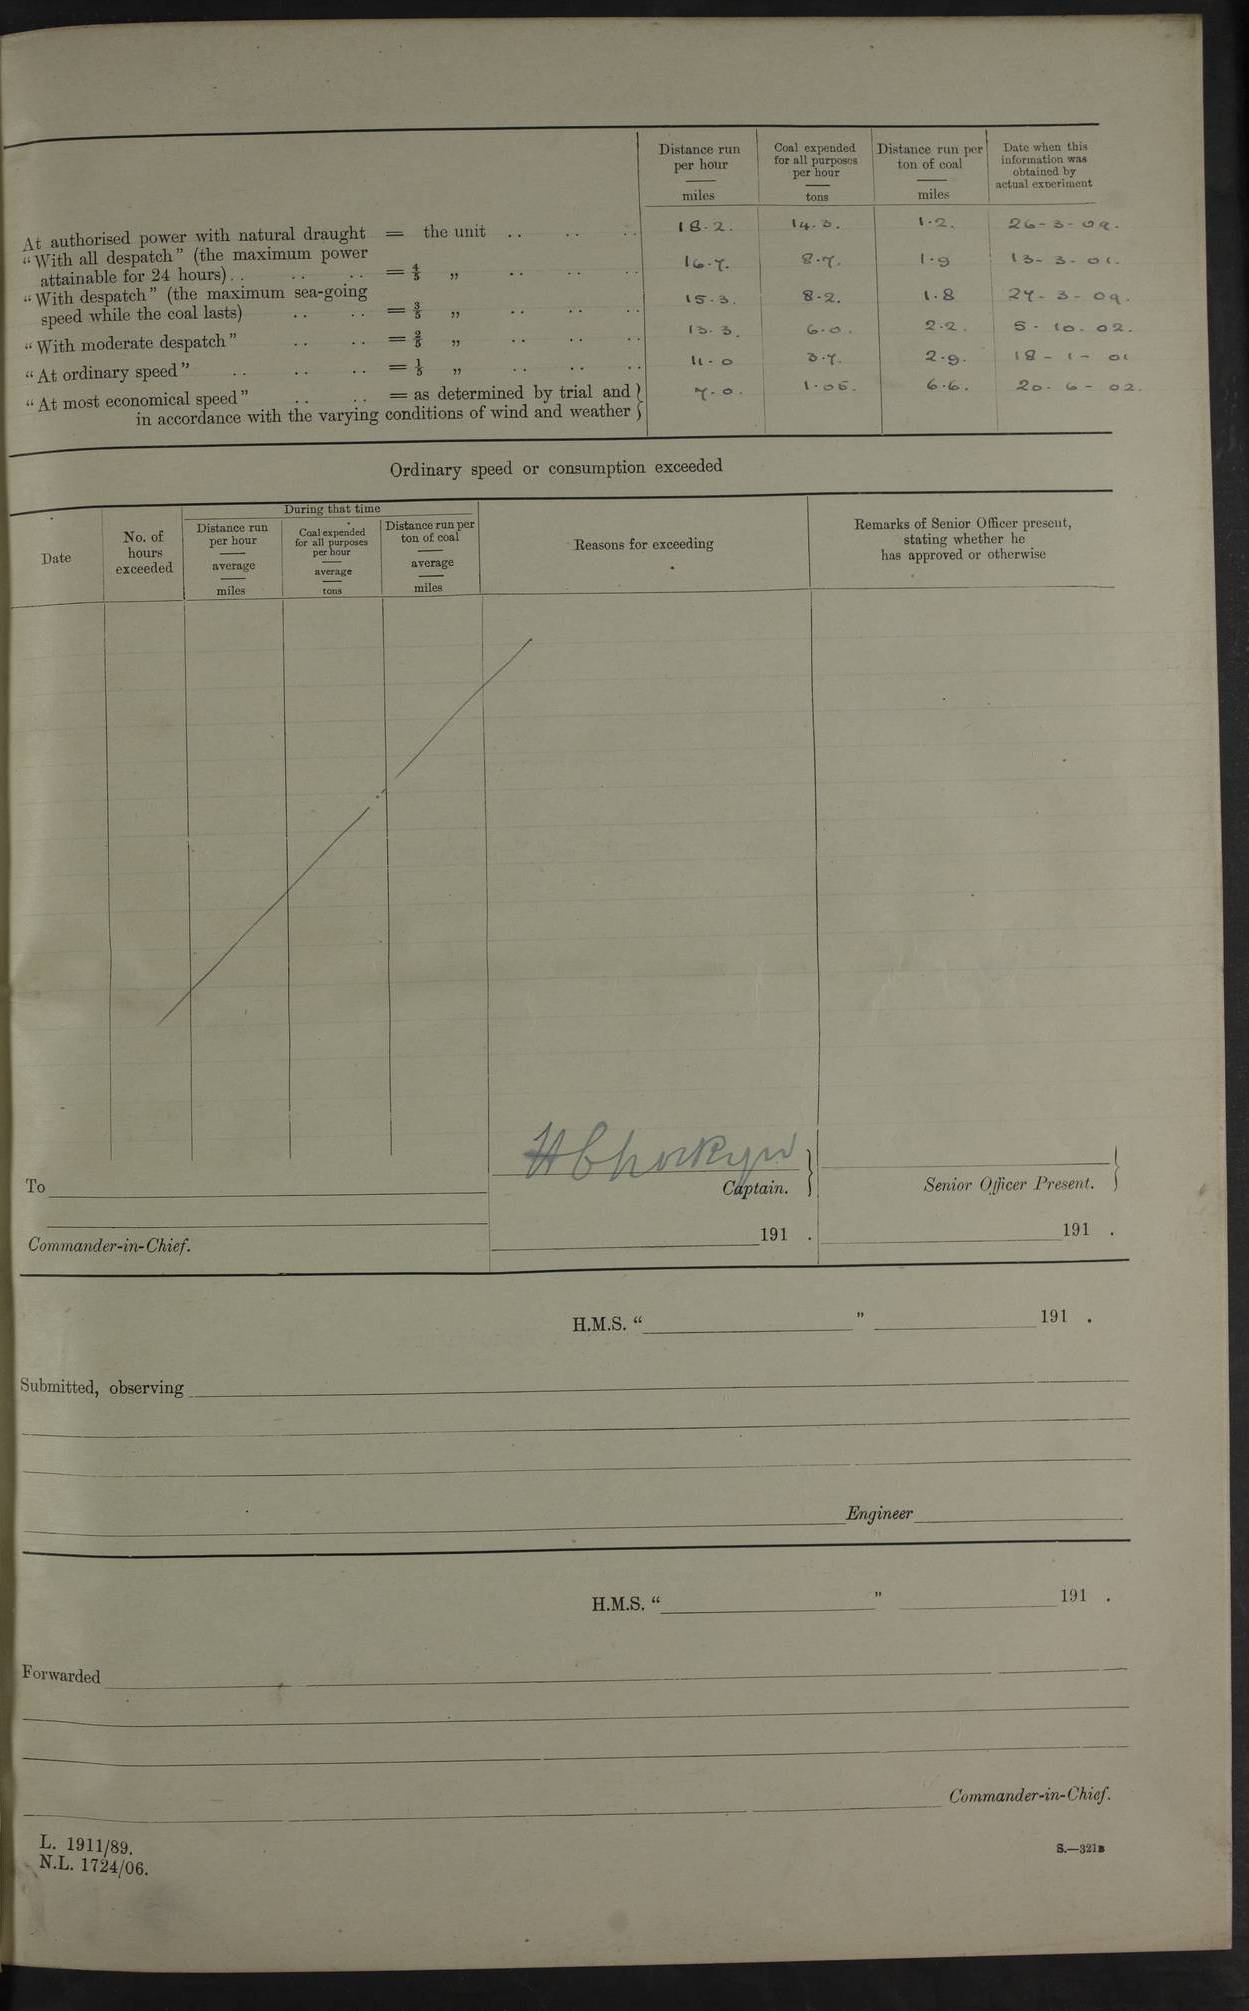 Distance run per hour — miles
Coal expended for all purposes per hour — tons
Distance run per ton of coal — miles
Date when this information was obtained by actual experiment
At authorised power with natural draught = the unit .. .. .. 18.2. 14.3. 1.2. 26-3-09.
"With all despatch" (the maximum power
attainable for 24 hours) .. .. .. = 4/5 „ .. .. .. 16.7. 8.7. 1.9 13-3-01.
"With despatch" (the maximum sea-going
speed while the coal lasts) .. .. = 3/5 „ .. .. .. 15.3. 8.2. 1.8 27-3-09.
"With moderate despatch" .. .. = 2/5 „ .. .. .. 13.3. 6.0. 2.2. 5.10.02.
"At ordinary speed" .. .. .. = 1/5 „ .. .. .. 11.0 3.7. 2.9. 18-1-01
"At most economical speed" .. .. = as determined by trial and } 7.0. 1.05. 6.6. 20.6-02.
in accordance with the varying conditions of wind and weather }
Ordinary speed or consumption exceeded
Date
No. of hours exceeded
During that time
Distance run per hour — average — miles
Coal expended for all purposes per hour — average — tons
Distance run per ton of coal — average — miles
Reasons for exceeding
Remarks of Senior Officer present,
stating whether he
has approved or otherwise
To
Captain. }
Senior Officer Present. }
Commander-in-Chief.
191 .
191 .
H.M.S. " " 191 .
Submitted, observing
Engineer
H.M.S. " " 191 .
Forwarded
Commander-in-Chief.
L. 1911/89.
N.L. 1724/06.
S.—321B